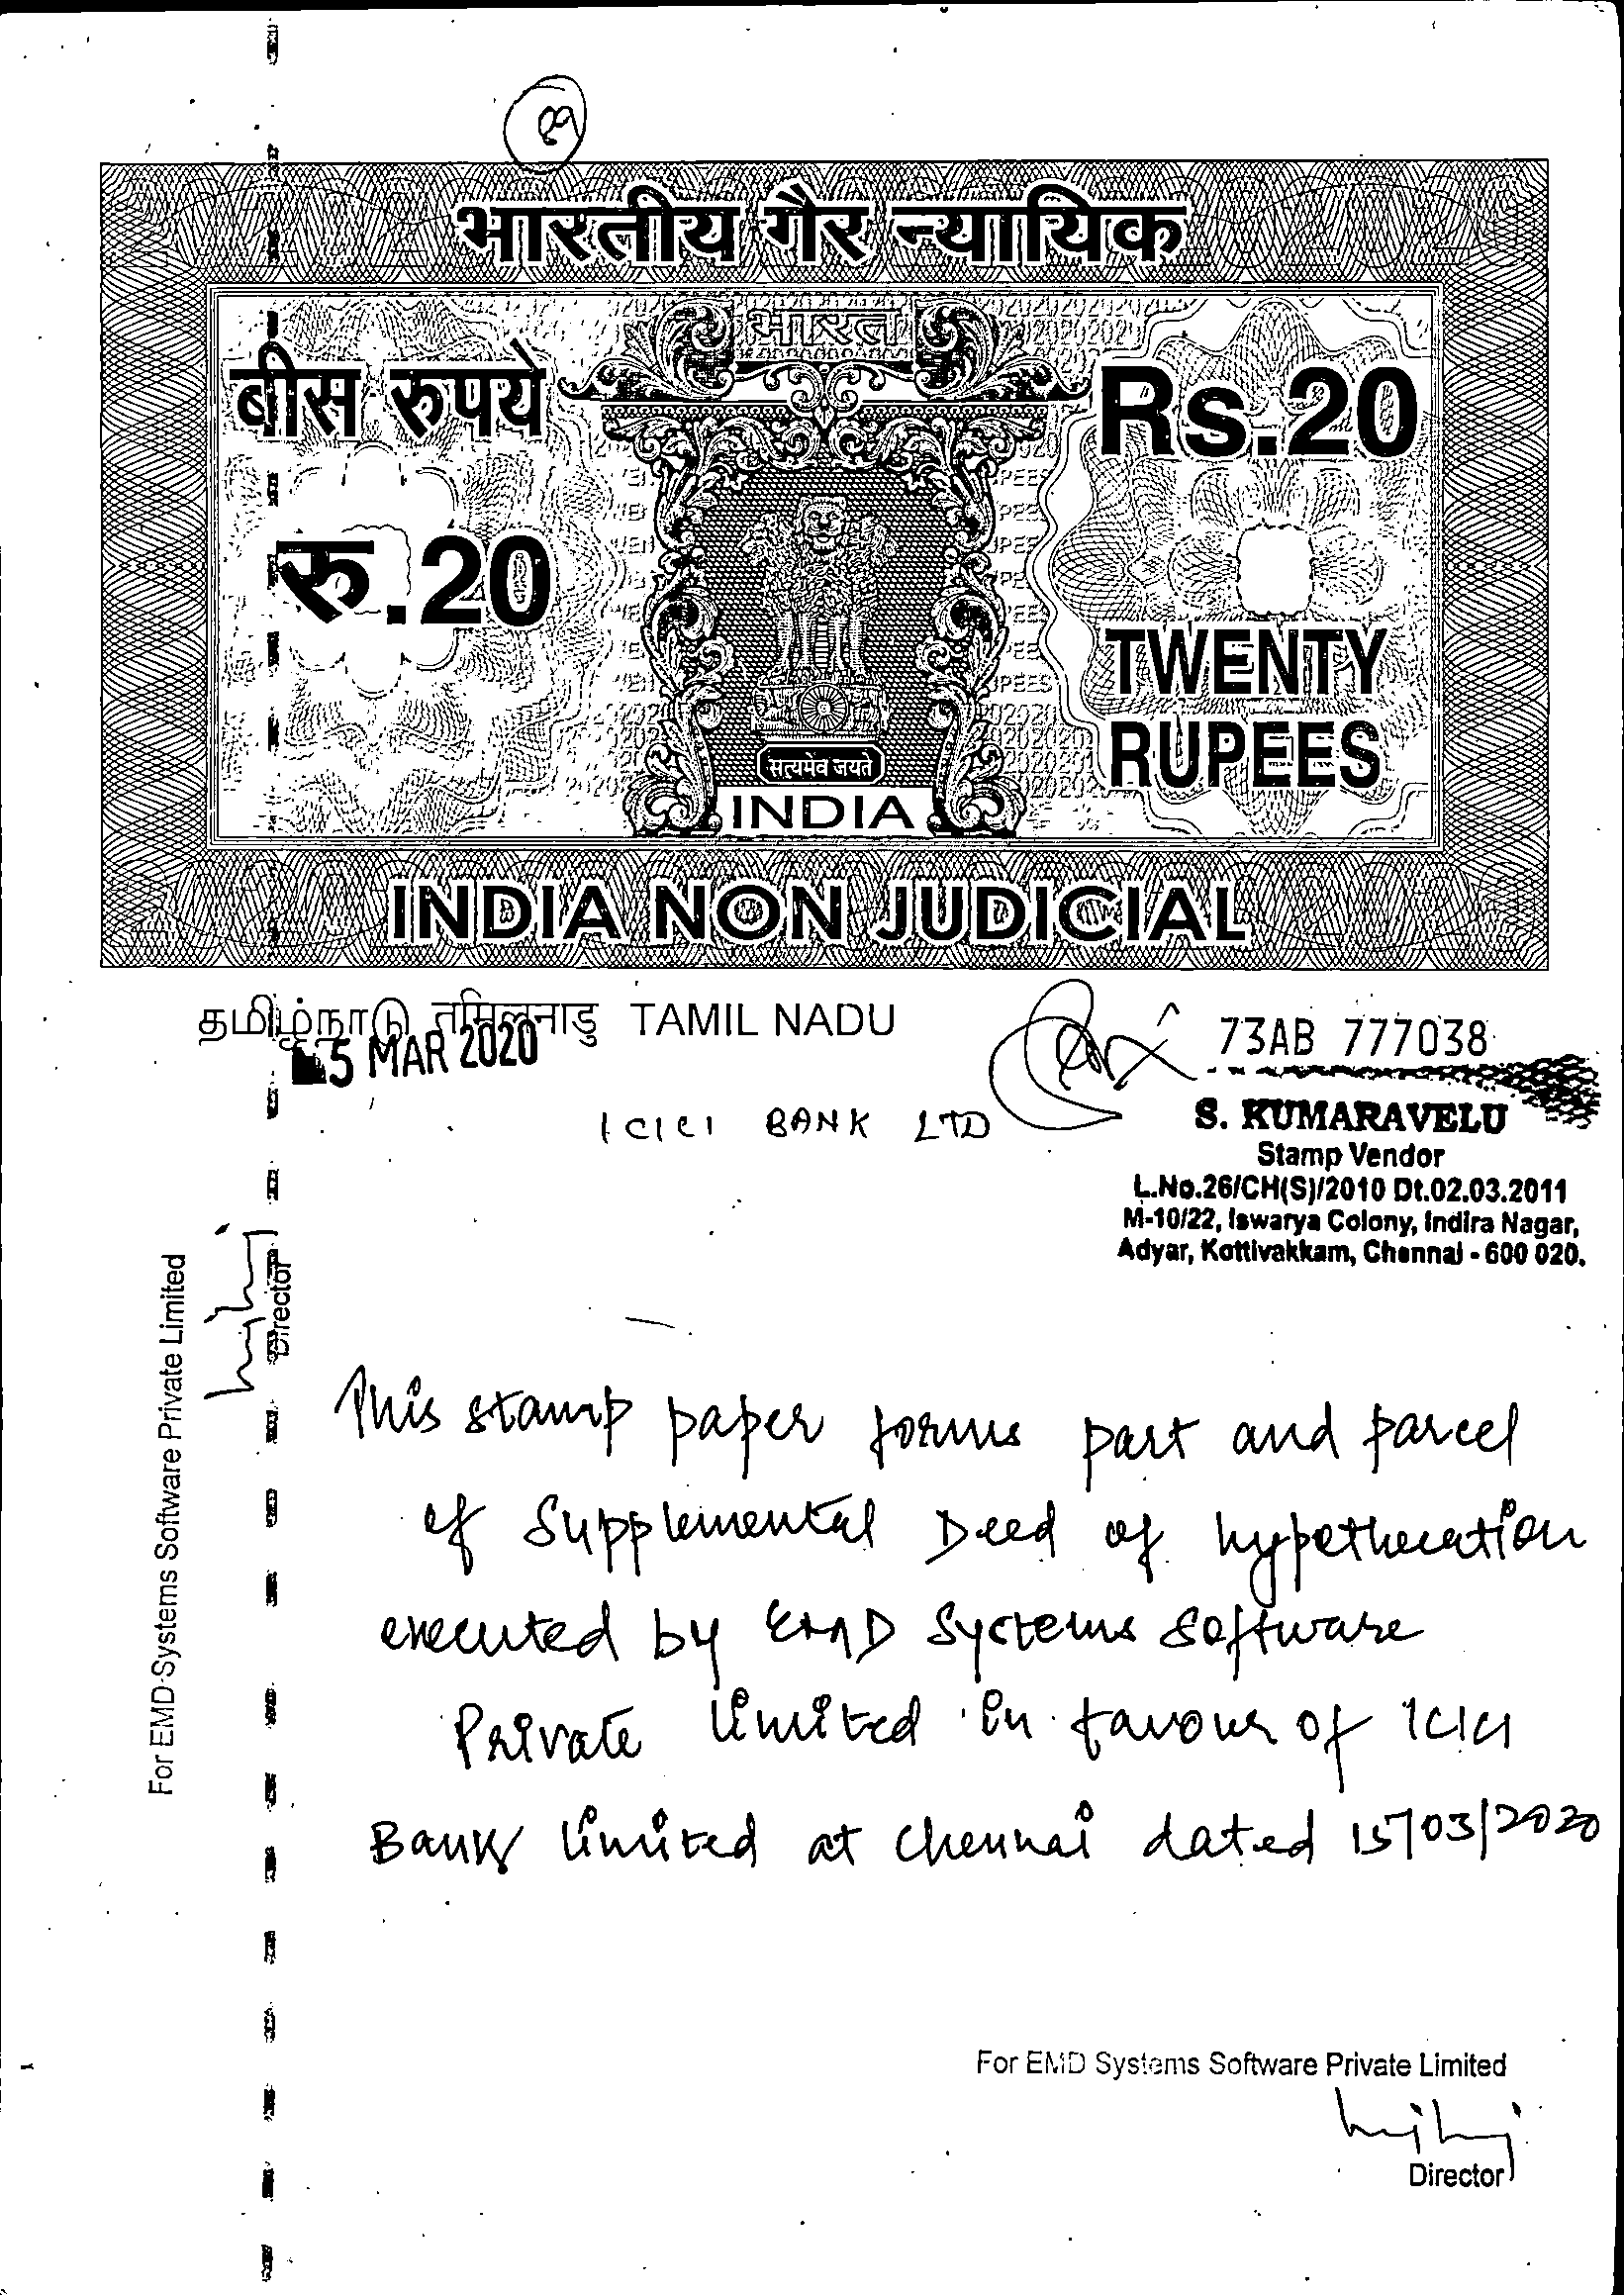 भारतीय गैर न्यायिक
भारत
बीस रुपये
Rs.20
रु.20
TWENTY
RUPEES
सत्यमेव जयते
INDIA
INDIA NON JUDICIAL
தமிழ்நாடு तमिलनाडु TAMIL NADU
73AB 777038
5 MAR 2020
ICICI BANK LTD
S. KUMARAVELU
Stamp Vendor
L.No.26/CH(S)/2010 Dt.02.03.2011
M-10/22, Iswarya Colony, Indira Nagar,
Adyar, Kottivakkam, Chennai - 600 020.
For EMD Systems Software Private Limited
Director
This stamp paper forms part and parcel
of Supplemental Deed of hypothecation
executed by EMD Systems Software
Private limited in favour of ICICI
Bank limited at Chennai dated 15/03/2020
For EMD Systems Software Private Limited
Director